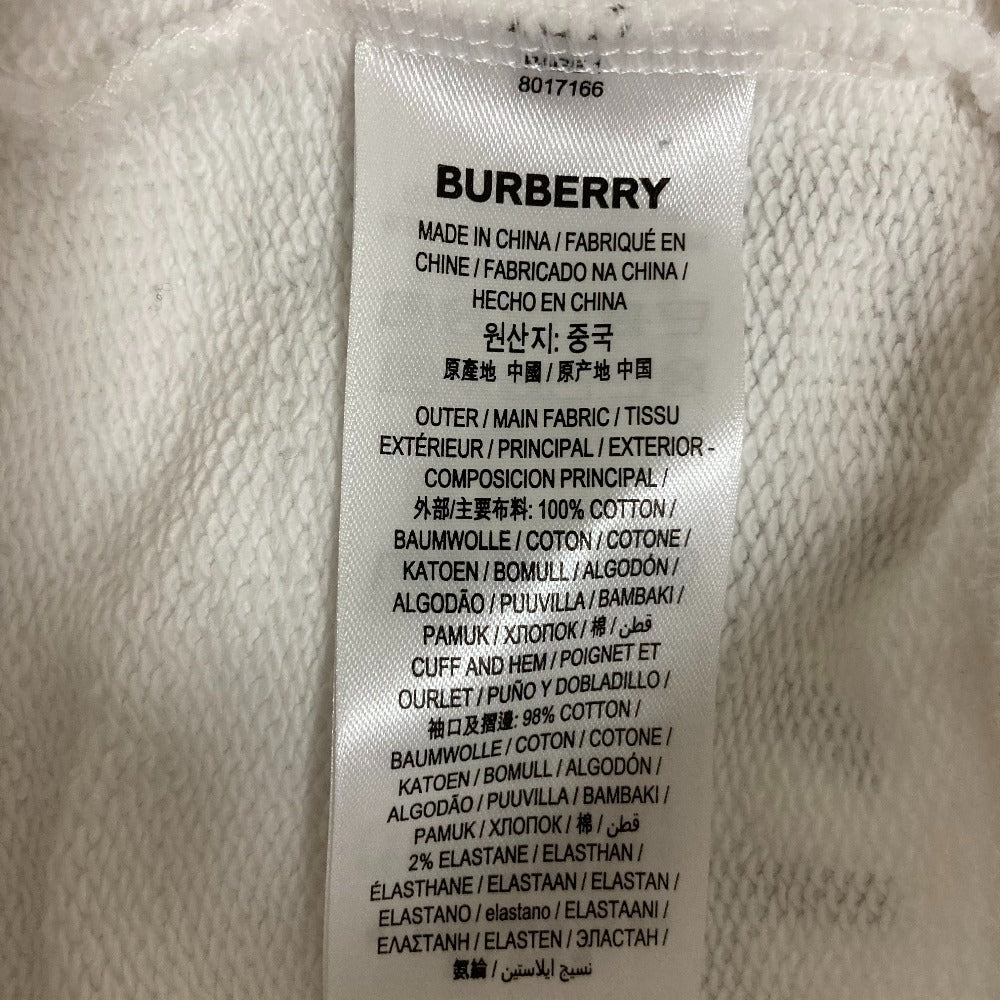 8017166
BURBERRY
MADE IN CHINA / FABRIQUÉ EN
CHINE / FABRICADO NA CHINA /
HECHO EN CHINA
원산지: 중국
原產地 中國 / 原产地 中国
OUTER / MAIN FABRIC / TISSU
EXTÉRIEUR / PRINCIPAL / EXTERIOR -
COMPOSICION PRINCIPAL /
外部/主要布料: 100% COTTON /
BAUMWOLLE / COTON / COTONE /
KATOEN / BOMULL / ALGODÓN /
ALGODÃO / PUUVILLA / BAMBAKI /
PAMUK / ХЛОПОК / 棉 / قطن
CUFF AND HEM / POIGNET ET
OURLET / PUÑO Y DOBLADILLO /
袖口及摺邊: 98% COTTON /
BAUMWOLLE / COTON / COTONE /
KATOEN / BOMULL / ALGODÓN /
ALGODÃO / PUUVILLA / BAMBAKI /
PAMUK / ХЛОПОК / 棉 / قطن
2% ELASTANE / ELASTHAN /
ÉLASTHANE / ELASTAAN / ELASTAN /
ELASTANO / elastano / ELASTAANI /
ΕΛΑΣΤΑΝΗ / ELASTEN / ЭЛАСТАН /
氨綸 / نسيج ايلاستين